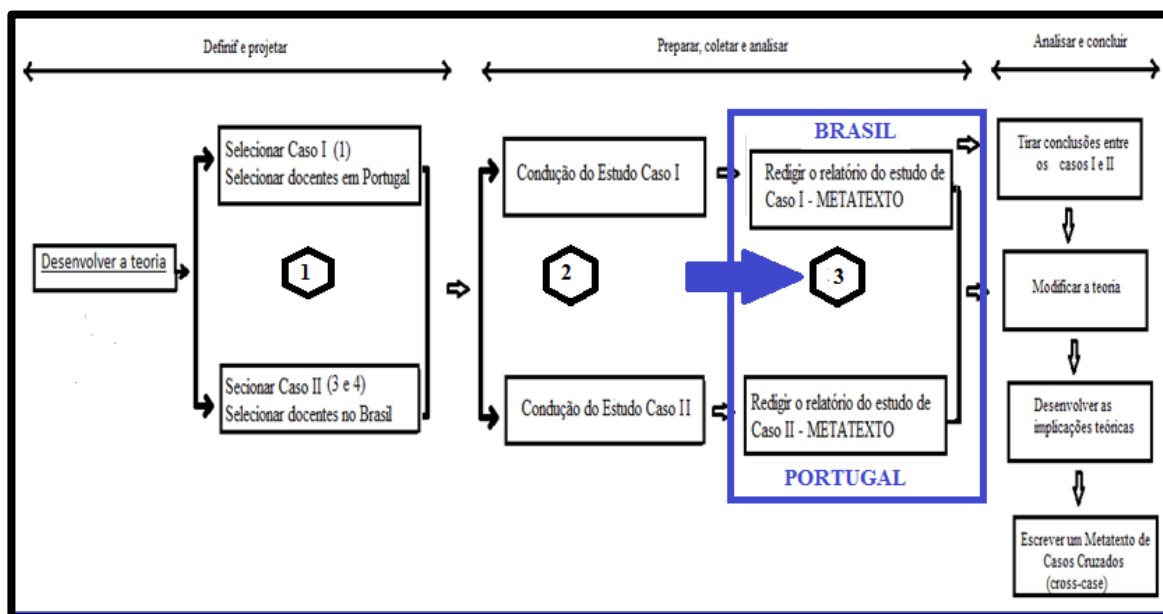 Definif e projetar
Preparar, coletar e analisar
Analisar e concluir
Desenvolver a teoria
Selecionar Caso I (1)
Selecionar docentes em Portugal
1
Secionar Caso II (3 e 4)
Selecionar docentes no Brasil
Condução do Estudo Caso I
2
Condução do Estudo Caso II
BRASIL
Redigir o relatório do estudo de
Caso I - METATEXTO
3
Redigir o relatório do estudo de
Caso II - METATEXTO
PORTUGAL
Tirar conclusões entre
os casos I e II
Modificar a teoria
Desenvolver as
implicações teóricas
Escrever um Metatexto de
Casos Cruzados
(cross-case)